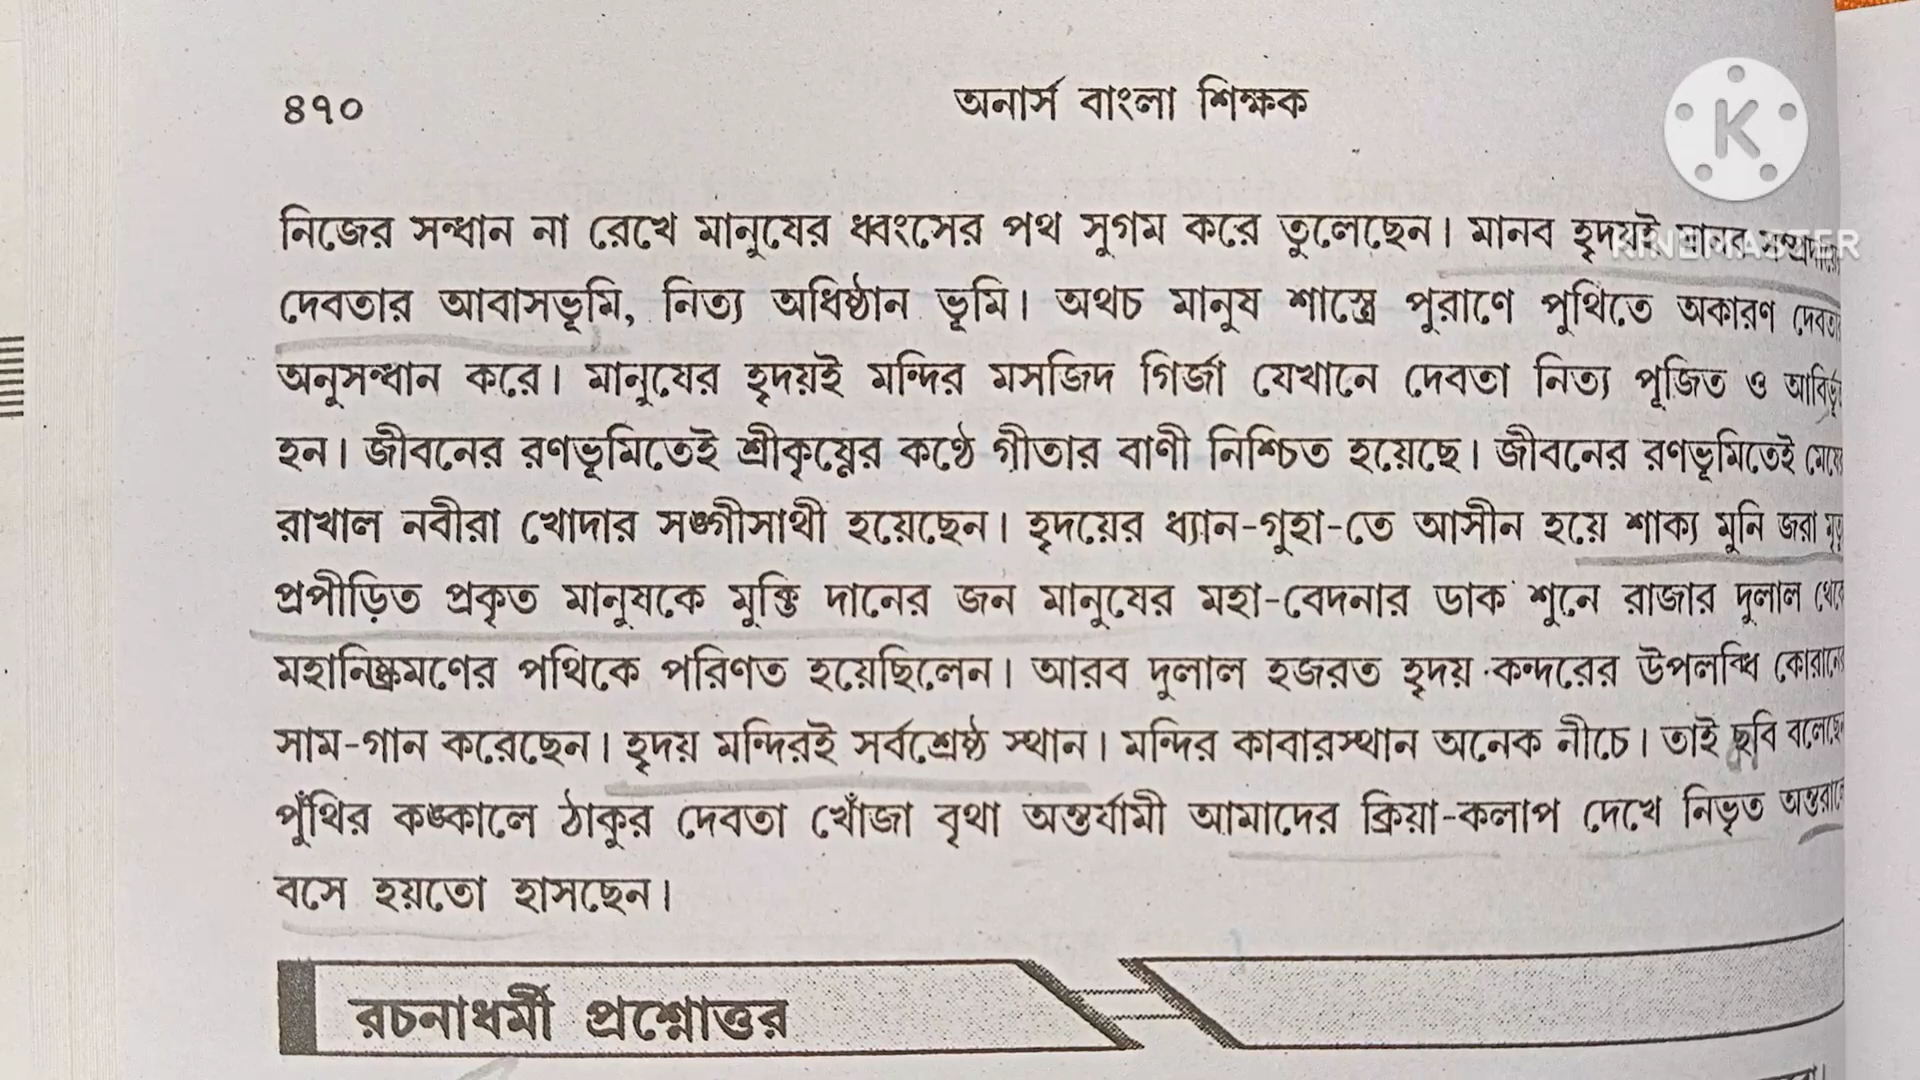 ৪৭০
অনার্স বাংলা শিক্ষক
K
KINEMASTER
নিজের সন্ধান না রেখে মানুষের ধ্বংসের পথ সুগম করে তুলেছেন। মানব হৃদয়ই মানব
দেবতার আবাসভূমি, নিত্য অধিষ্ঠান ভূমি। অথচ মানুষ শাস্ত্রে পুরাণে পুথিতে অকারণ
অনুসন্ধান করে। মানুষের হৃদয়ই মন্দির মসজিদ গির্জা যেখানে দেবতা নিত্য পূজিত ও
হন। জীবনের রণভূমিতেই শ্রীকৃষ্ণের কণ্ঠে গীতার বাণী নিশ্চিত হয়েছে। জীবনের রণভূমিতেই
রাখাল নবীরা খোদার সঙ্গীসাথী হয়েছেন। হৃদয়ের ধ্যান-গুহা-তে আসীন হয়ে শাক্য মুনি জরা
প্রপীড়িত প্রকৃত মানুষকে মুক্তি দানের জন মানুষের মহা-বেদনার ডাক শুনে রাজার দুলাল থেকে
মহানিষ্ক্রমণের পথিকে পরিণত হয়েছিলেন। আরব দুলাল হজরত হৃদয় কন্দরের উপলব্ধি কোরানের
সাম-গান করেছেন। হৃদয় মন্দিরই সর্বশ্রেষ্ঠ স্থান। মন্দির কাবারস্থান অনেক নীচে। তাই
পুঁথির কঙ্কালে ঠাকুর দেবতা খোঁজা বৃথা অন্তর্যামী আমাদের ক্রিয়া-কলাপ দেখে নিভৃত অন্তরালে
বসে হয়তো হাসছেন।
রচনাধর্মী প্রশ্নোত্তর